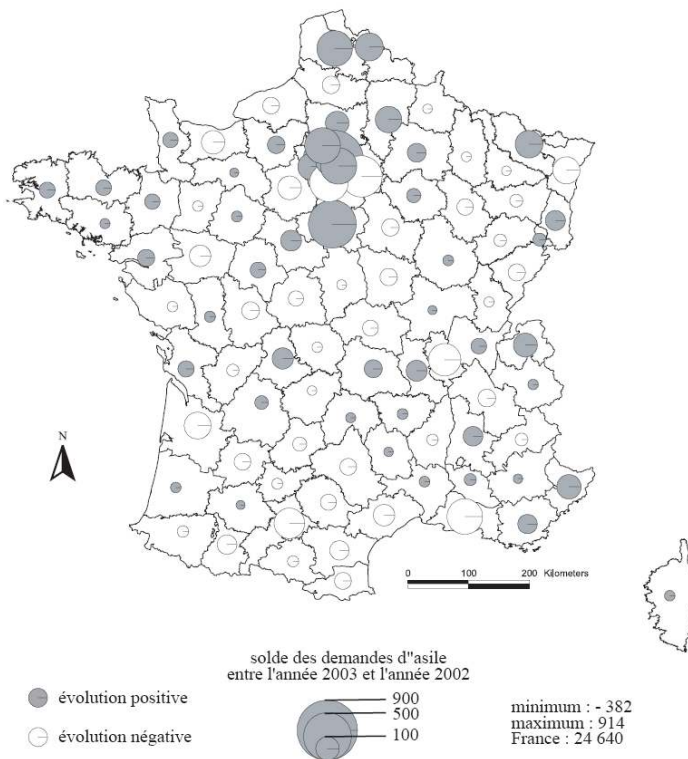 N
0 100 200 Kilometers
solde des demandes d"asile
entre l'année 2003 et l'année 2002
évolution positive
évolution négative
900
500
100
minimum : - 382
maximum : 914
France : 24 640